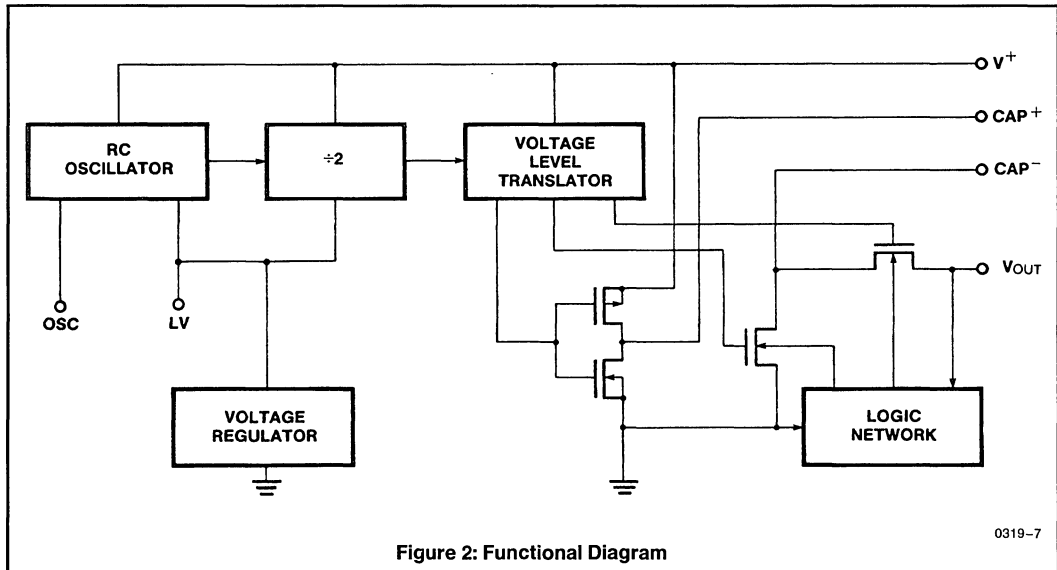 V+
CAP+
RC
OSCILLATOR
÷2
VOLTAGE
LEVEL
TRANSLATOR
CAP−
VOUT
OSC
LV
VOLTAGE
REGULATOR
LOGIC
NETWORK
0319–7
Figure 2: Functional Diagram